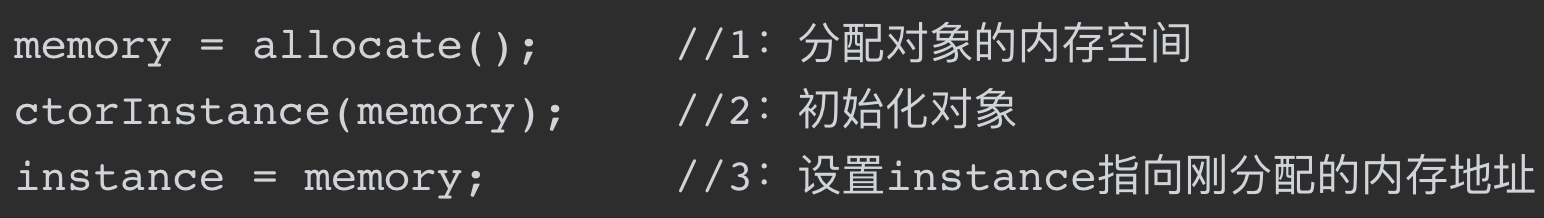 memory = allocate();    //1：分配对象的内存空间
ctorInstance(memory);   //2：初始化对象
instance = memory;      //3：设置instance指向刚分配的内存地址